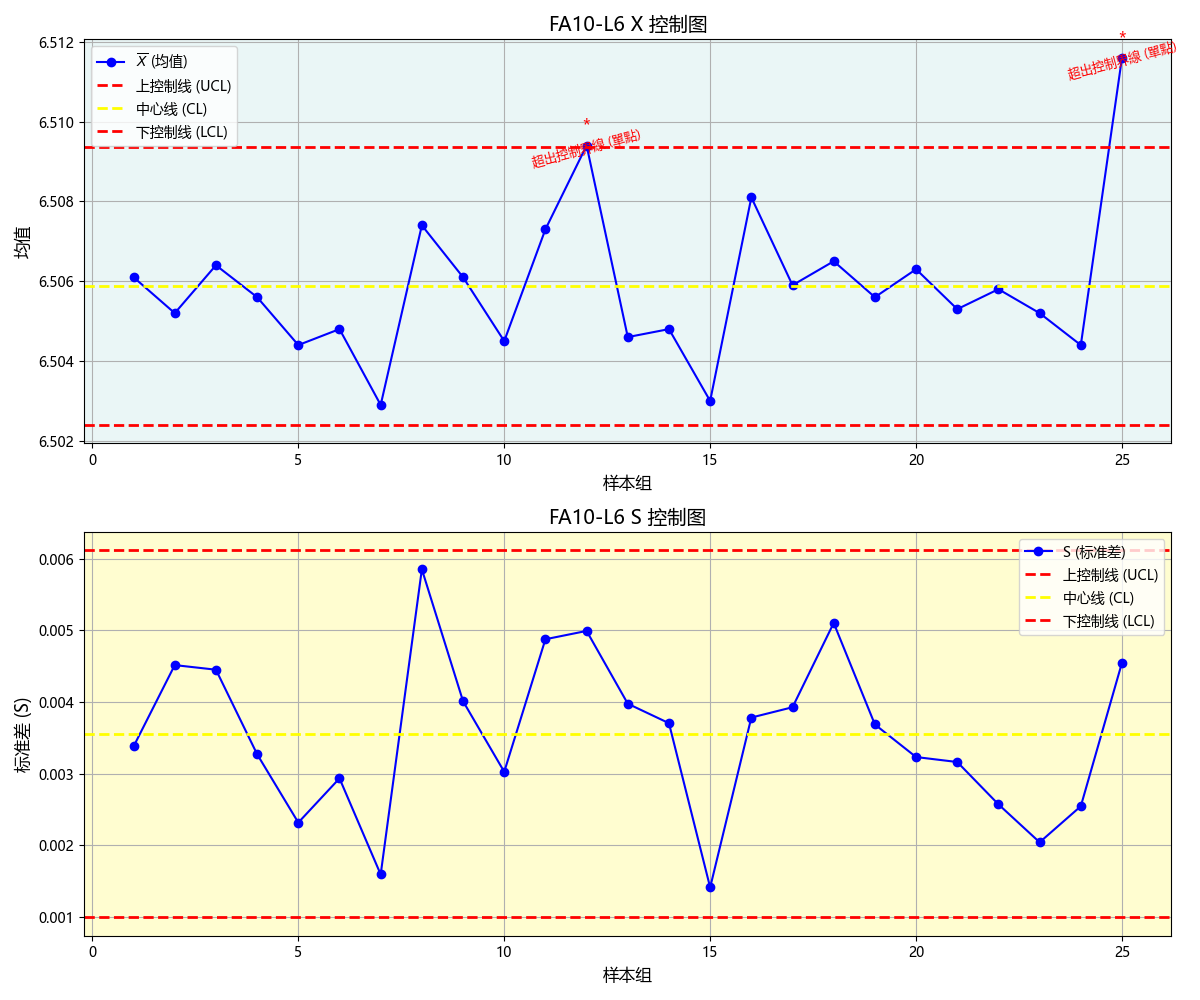 FA10-L6 X 控制图
X (均值)
上控制线 (UCL)
中心线 (CL)
下控制线 (LCL)
*
超出控制界線 (單點)
*
超出控制界線 (單點)
均值
6.512
6.510
6.508
6.506
6.504
6.502
0 5 10 15 20 25
样本组
FA10-L6 S 控制图
S (标准差)
上控制线 (UCL)
中心线 (CL)
下控制线 (LCL)
标准差 (S)
0.006
0.005
0.004
0.003
0.002
0.001
0 5 10 15 20 25
样本组